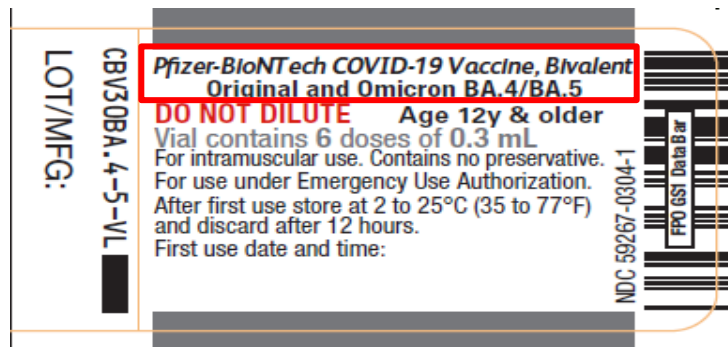 LOT/MFG:
CBV30BA.4-5-VL
Pfizer-BioNTech COVID-19 Vaccine, Bivalent
Original and Omicron BA.4/BA.5
DO NOT DILUTE Age 12y & older
Vial contains 6 doses of 0.3 mL
For intramuscular use. Contains no preservative.
For use under Emergency Use Authorization.
After first use store at 2 to 25°C (35 to 77°F)
and discard after 12 hours.
First use date and time:
NDC 59267-0304-1
FPO GS1 DataBar